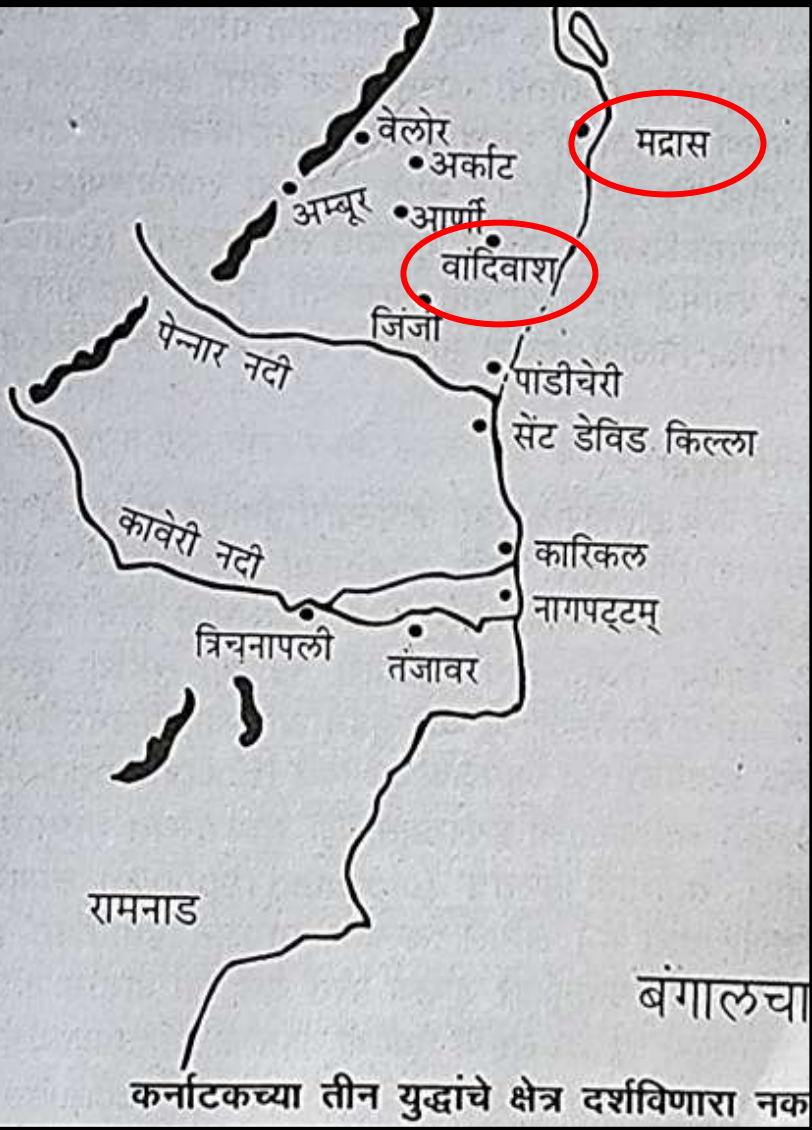 वेलोर
मद्रास
अर्काट
अम्बूर
आर्णी
वांदिवाश
जिंजी
पेन्नार नदी
पांडीचेरी
सेंट डेविड किल्ला
कावेरी नदी
कारिकल
नागपट्टम्
त्रिचनापली
तंजावर
रामनाड
बंगालचा
कर्नाटकच्या तीन युद्धांचे क्षेत्र दर्शविणारा नक